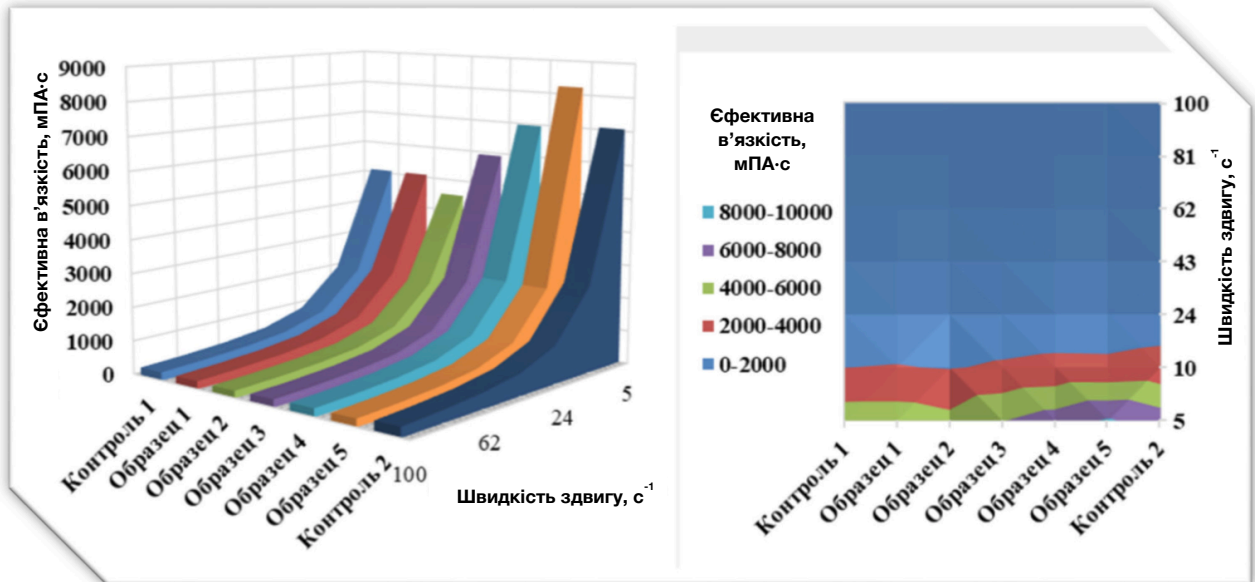 Єфективна в'язкість, мПА·с
9000
8000
7000
6000
5000
4000
3000
2000
1000
0
Контроль 1
Образец 1
Образец 2
Образец 3
Образец 4
Образец 5
Контроль 2
100
62
24
5
Швидкість здвигу, с⁻¹
Єфективна
в'язкість,
мПА·с
8000-10000
6000-8000
4000-6000
2000-4000
0-2000
100
81
62
43
24
10
5
Швидкість здвигу, с⁻¹
Контроль 1
Образец 1
Образец 2
Образец 3
Образец 4
Образец 5
Контроль 2